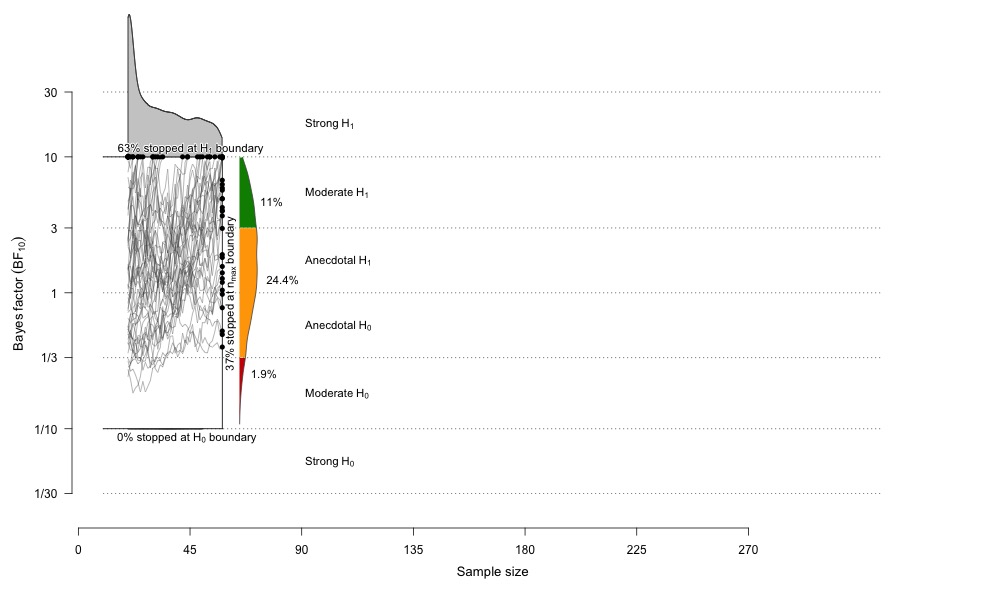 30
Strong H1
63% stopped at H1 boundary
10
Moderate H1
11%
3
Anecdotal H1
24.4%
1
Anecdotal H0
37% stopped at nmax boundary
1/3
1.9%
Moderate H0
1/10
0% stopped at H0 boundary
Strong H0
1/30
Bayes factor (BF10)
0 45 90 135 180 225 270
Sample size